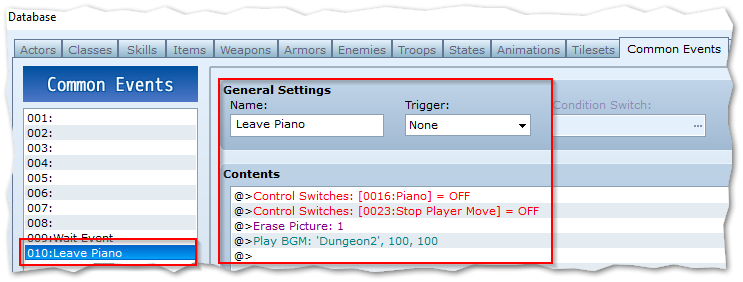 Database
Actors Classes Skills Items Weapons Armors Enemies Troops States Animations Tilesets Common Events
Common Events
General Settings
Name: Trigger: Condition Switch:
Leave Piano None ...
001:
002:
003:
004:
005:
006:
007:
008:
009:Wait Event
010:Leave Piano
Contents
@>Control Switches: [0016:Piano] = OFF
@>Control Switches: [0023:Stop Player Move] = OFF
@>Erase Picture: 1
@>Play BGM: 'Dungeon2', 100, 100
@>